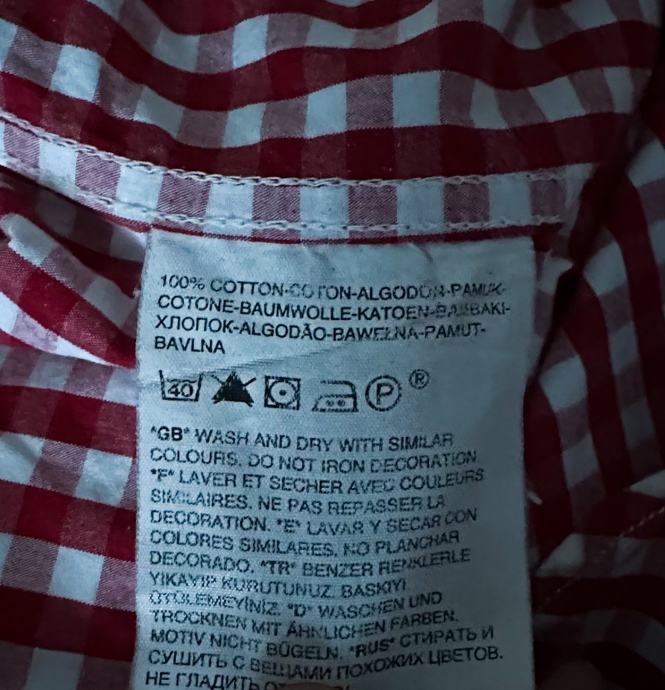 100% COTTON-COTON-ALGODON-PAMUK-
COTONE-BAUMWOLLE-KATOEN-BAMBAKI-
ХЛОПОК-ALGODÃO-BAWEŁNA-PAMUT-
BAVLNA
40 P ®
*GB* WASH AND DRY WITH SIMILAR
COLOURS. DO NOT IRON DECORATION.
*F* LAVER ET SECHER AVEC COULEURS
SIMILAIRES. NE PAS REPASSER LA
DECORATION. *E* LAVAR Y SECAR CON
COLORES SIMILARES. NO PLANCHAR
DECORADO. *TR* BENZER RENKLERLE
YIKAYIP KURUTUNUZ. BASKIYI
ÜTÜLEMEYİNİZ. *D* WASCHEN UND
TROCKNEN MIT ÄHNLICHEN FARBEN.
MOTIV NICHT BÜGELN. *RUS* СТИРАТЬ И
СУШИТЬ С ВЕЩАМИ ПОХОЖИХ ЦВЕТОВ.
НЕ ГЛАДИТЬ